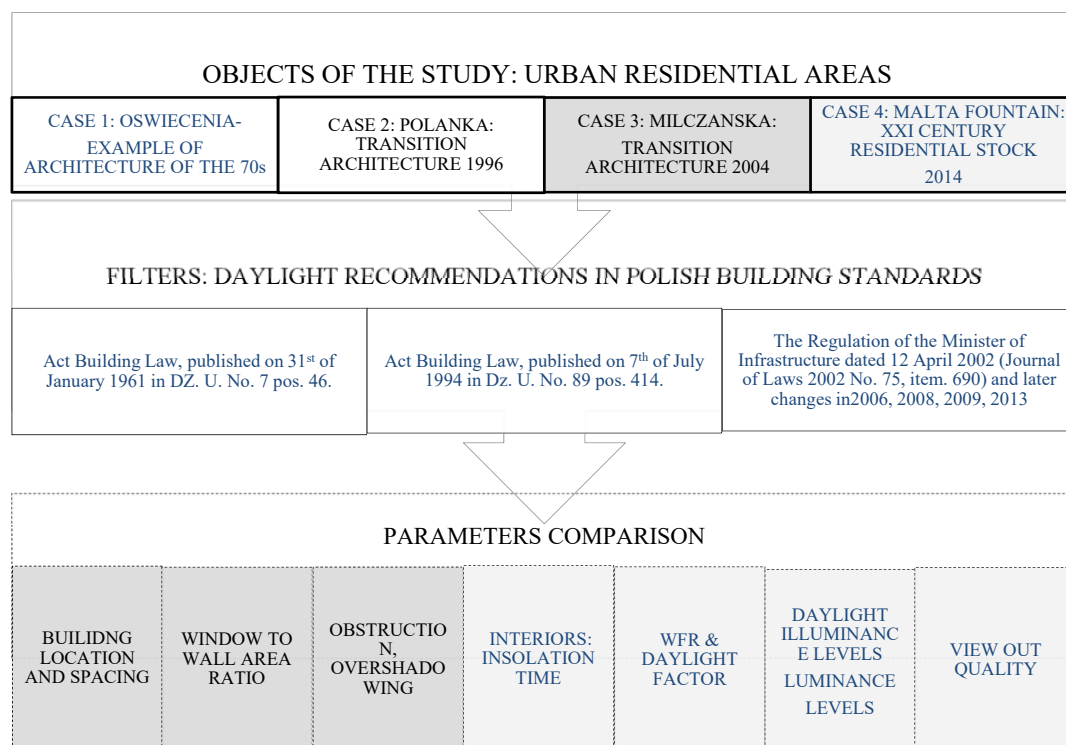 OBJECTS OF THE STUDY: URBAN RESIDENTIAL AREAS
CASE 1: OSWIECENIA-
EXAMPLE OF
ARCHITECTURE OF THE 70s
CASE 2: POLANKA:
TRANSITION
ARCHITECTURE 1996
CASE 3: MILCZANSKA:
TRANSITION
ARCHITECTURE 2004
CASE 4: MALTA FOUNTAIN:
XXI CENTURY
RESIDENTIAL STOCK
2014
FILTERS: DAYLIGHT RECOMMENDATIONS IN POLISH BUILDING STANDARDS
Act Building Law, published on 31st of
January 1961 in DZ. U. No. 7 pos. 46.
Act Building Law, published on 7th of July
1994 in Dz. U. No. 89 pos. 414.
The Regulation of the Minister of
Infrastructure dated 12 April 2002 (Journal
of Laws 2002 No. 75, item. 690) and later
changes in2006, 2008, 2009, 2013
PARAMETERS COMPARISON
BUILIDNG
LOCATION
AND SPACING
WINDOW TO
WALL AREA
RATIO
OBSTRUCTIO
N,
OVERSHADO
WING
INTERIORS:
INSOLATION
TIME
WFR &
DAYLIGHT
FACTOR
DAYLIGHT
ILLUMINANC
E LEVELS
LUMINANCE
LEVELS
VIEW OUT
QUALITY